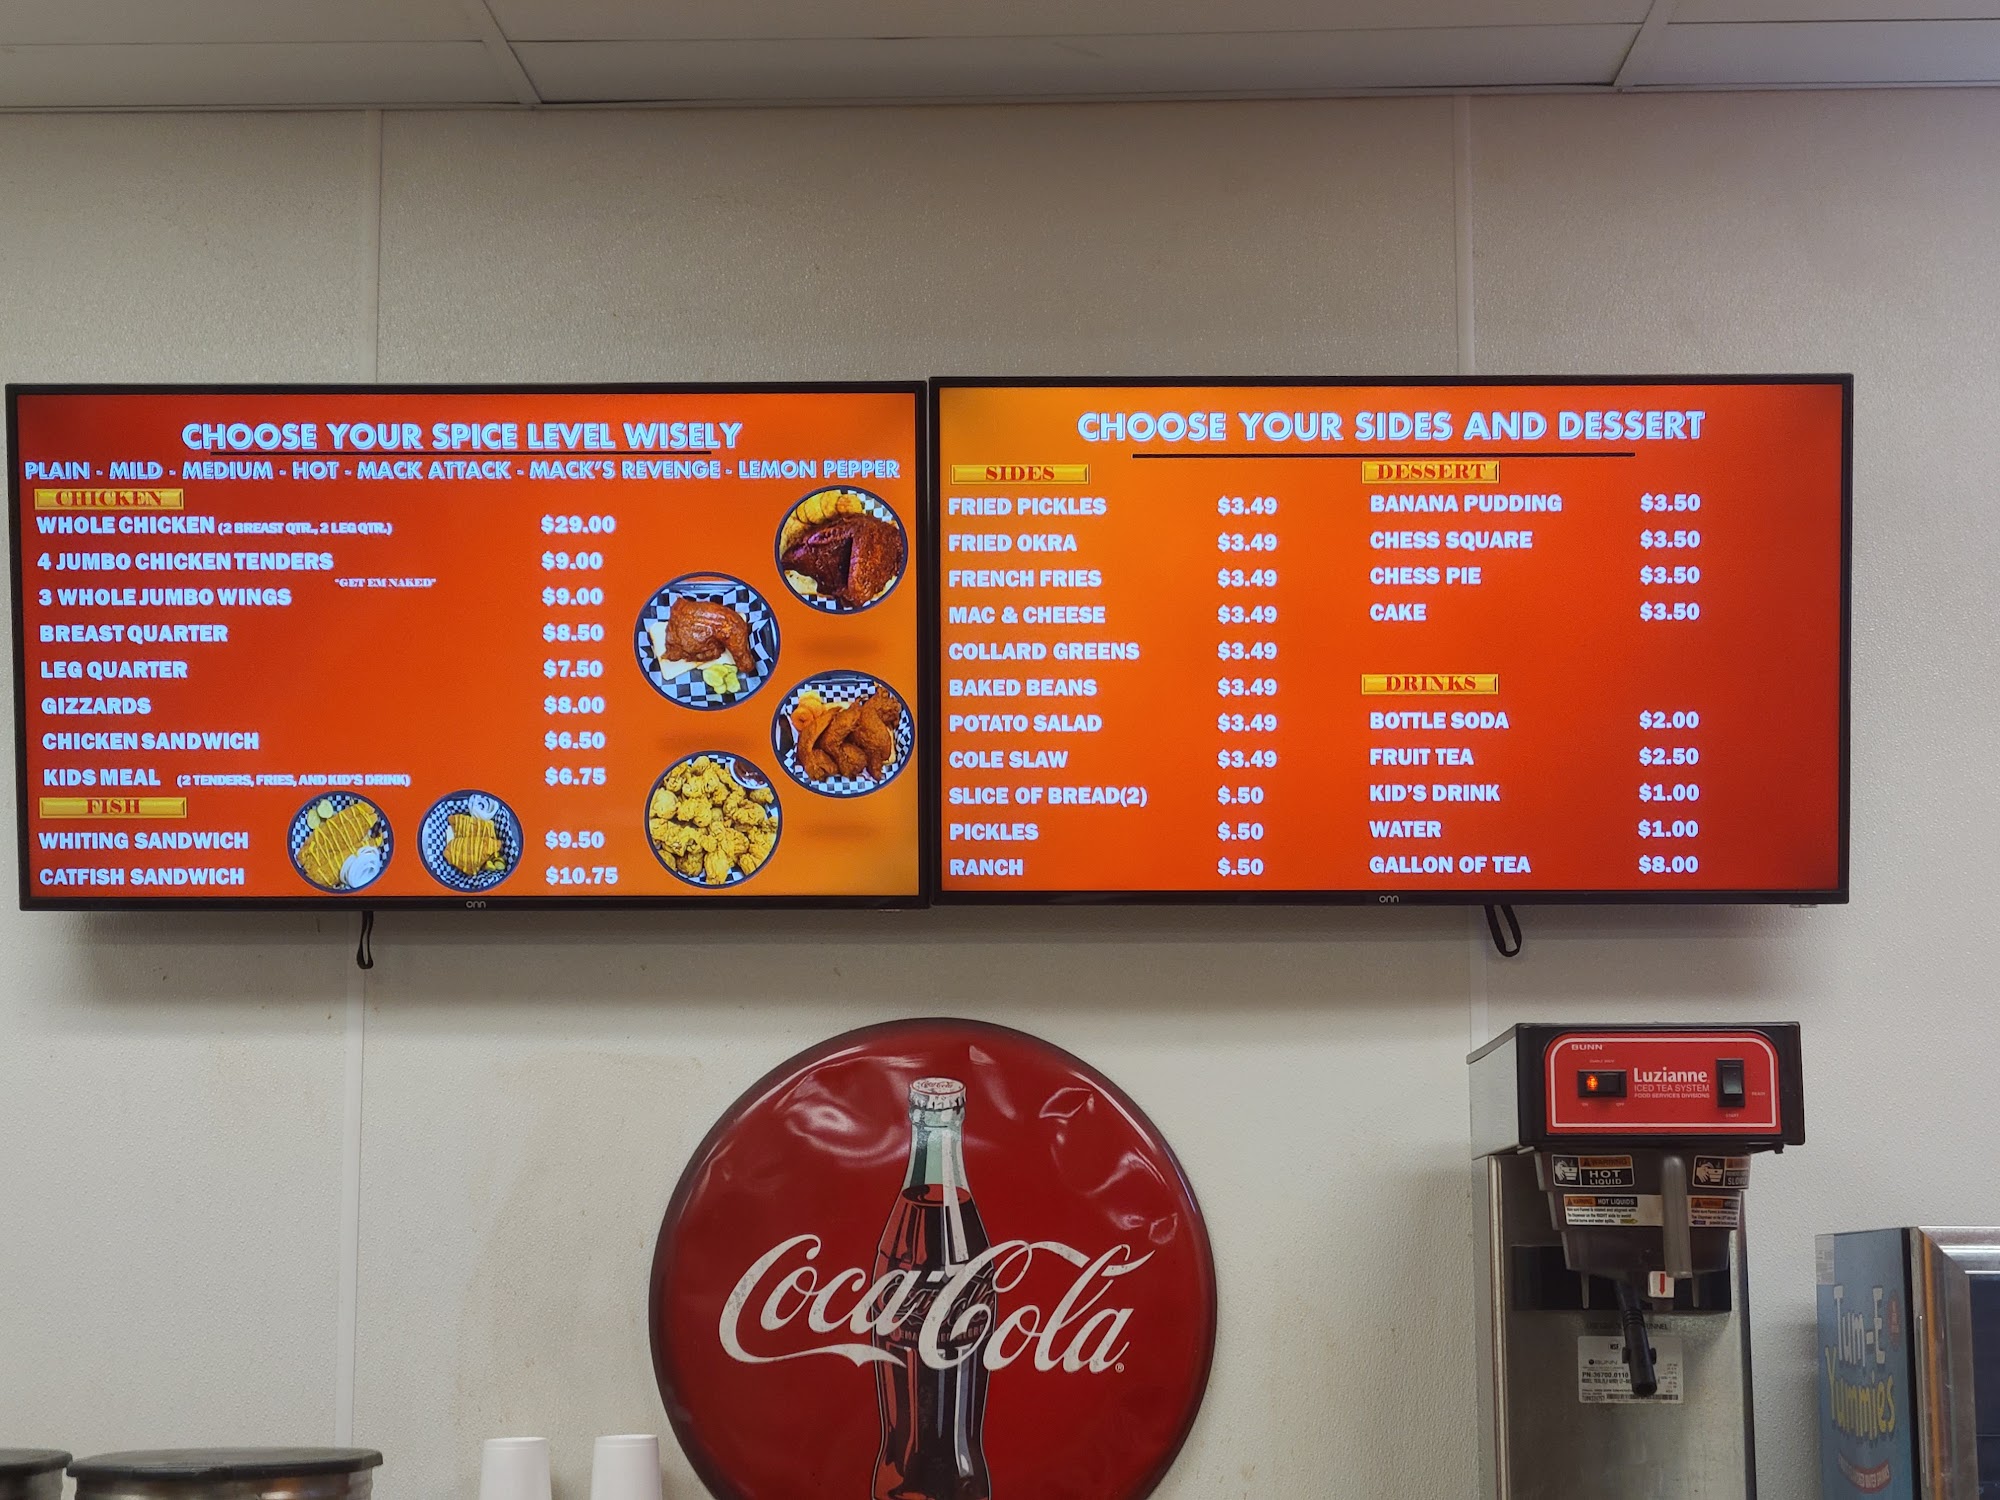 CHOOSE YOUR SPICE LEVEL WISELY
PLAIN - MILD - MEDIUM - HOT - MACK ATTACK - MACK'S REVENGE - LEMON PEPPER
CHICKEN
WHOLE CHICKEN (2 BREAST QTR., 2 LEG QTR.) $29.00
4 JUMBO CHICKEN TENDERS $9.00
"GET EM NAKED"
3 WHOLE JUMBO WINGS $9.00
BREAST QUARTER $8.50
LEG QUARTER $7.50
GIZZARDS $8.00
CHICKEN SANDWICH $6.50
KIDS MEAL (2 TENDERS, FRIES, AND KID'S DRINK) $6.75
FISH
WHITING SANDWICH $9.50
CATFISH SANDWICH $10.75
onn
CHOOSE YOUR SIDES AND DESSERT
SIDES
FRIED PICKLES $3.49
FRIED OKRA $3.49
FRENCH FRIES $3.49
MAC & CHEESE $3.49
COLLARD GREENS $3.49
BAKED BEANS $3.49
POTATO SALAD $3.49
COLE SLAW $3.49
SLICE OF BREAD(2) $.50
PICKLES $.50
RANCH $.50
DESSERT
BANANA PUDDING $3.50
CHESS SQUARE $3.50
CHESS PIE $3.50
CAKE $3.50
DRINKS
BOTTLE SODA $2.00
FRUIT TEA $2.50
KID'S DRINK $1.00
WATER $1.00
GALLON OF TEA $8.00
onn
Coca-Cola
BUNN
Luzianne
ICED TEA SYSTEM
FOOD SERVICES DIVISIONS
WARNING
HOT
LIQUID
HOT LIQUIDS
BUNN
Tum-E
Yummies